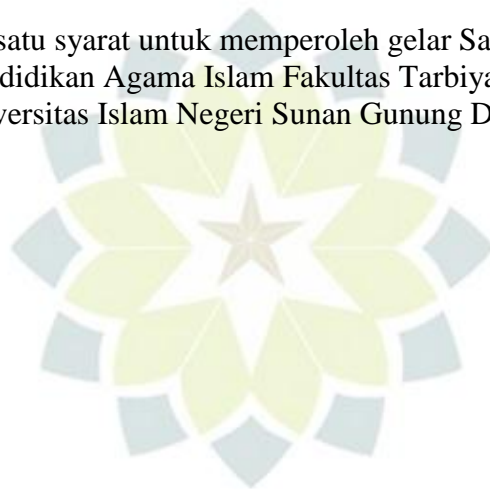 satu syarat untuk memperoleh gelar Sa
didikan Agama Islam Fakultas Tarbiya
versitas Islam Negeri Sunan Gunung D